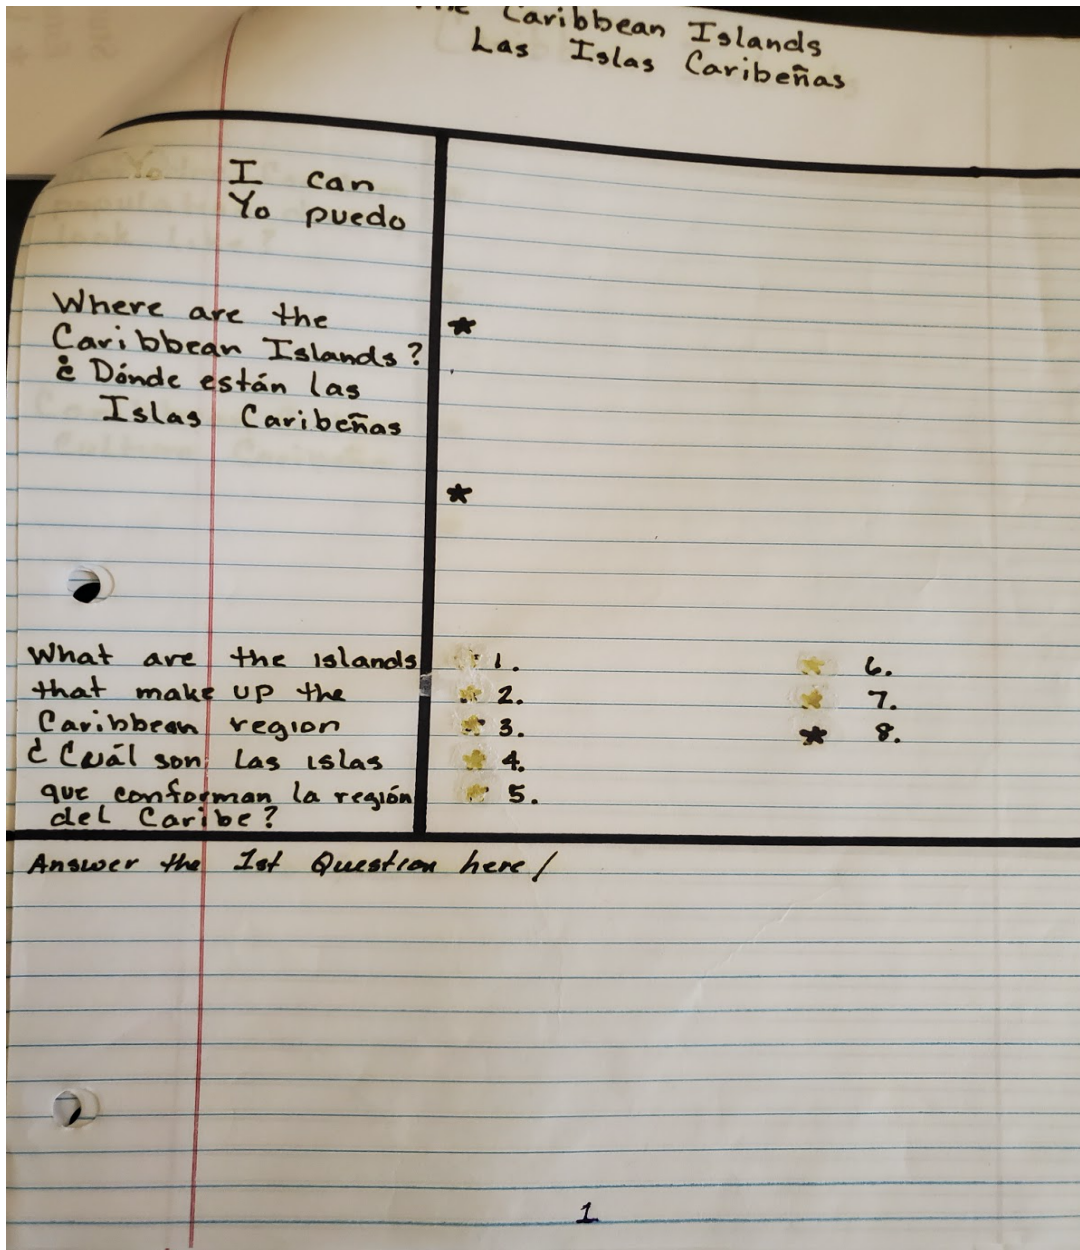 The Caribbean Islands
Las Islas Caribeñas
I can
Yo puedo
Where are the
Caribbean Islands?
¿Dónde están las
Islas Caribeñas
*
*
What are the islands
that make up the
Caribbean region
¿Cuál son las islas
que conforman la región
del Caribe?
* 1.
* 2.
* 3.
* 4.
* 5.
* 6.
* 7.
* 8.
Answer the 1st Question here!
1